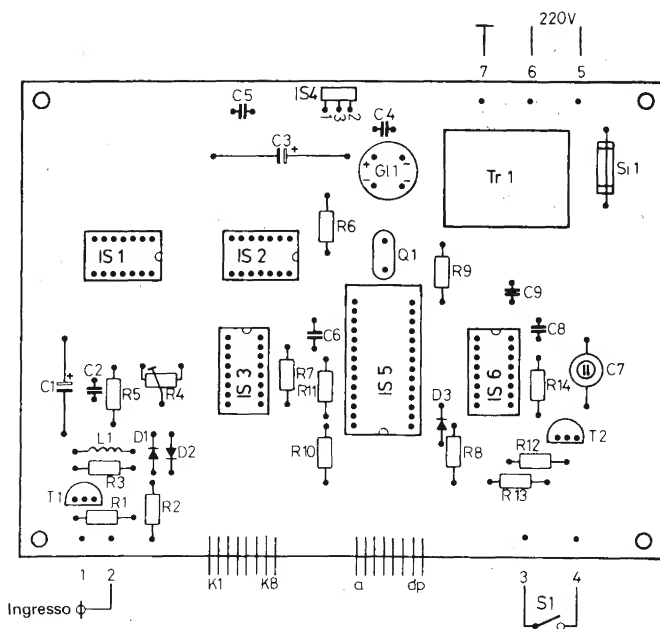 220V
7 6 5
IS4
C5
1 3 2
C4
C3
+
+ ~
Gl1
- ~
Tr 1
Si 1
R6
IS 1
IS 2
Q1
R9
C9
C6
C8
C1
+
C2
R5
R4
IS 3
R7
R11
IS 5
IS 6
R14
C7
D3
T2
L1
D1
D2
R10
R8
R12
R3
R13
T1
R1
R2
1 2
K1 K8
a dp
3 4
Ingresso
S1